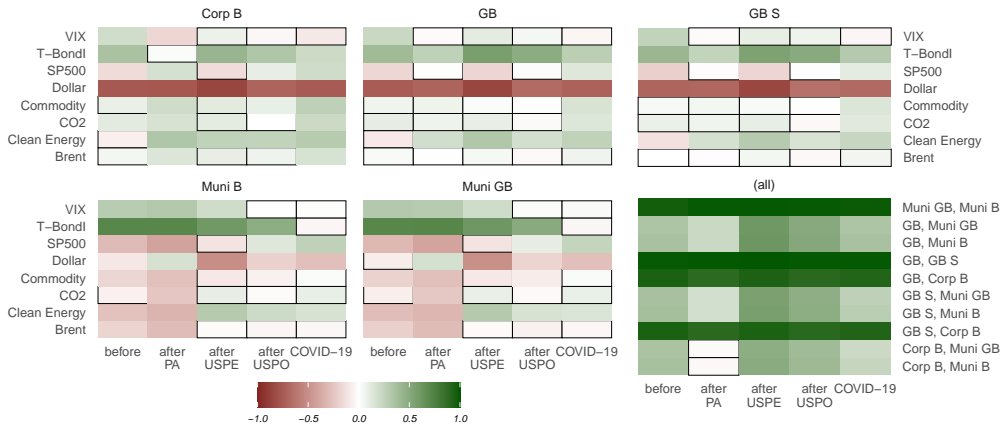 Corp B
GB
GB S
VIX
T-BondI
SP500
Dollar
Commodity
CO2
Clean Energy
Brent
VIX
T-BondI
SP500
Dollar
Commodity
CO2
Clean Energy
Brent
Muni B
Muni GB
(all)
VIX
T-BondI
SP500
Dollar
Commodity
CO2
Clean Energy
Brent
Muni GB, Muni B
GB, Muni GB
GB, Muni B
GB, GB S
GB, Corp B
GB S, Muni GB
GB S, Muni B
GB S, Corp B
Corp B, Muni GB
Corp B, Muni B
before after PA after USPE after USPO COVID-19
before after PA after USPE after USPO COVID-19
before after PA after USPE after USPO COVID-19
-1.0 -0.5 0.0 0.5 1.0